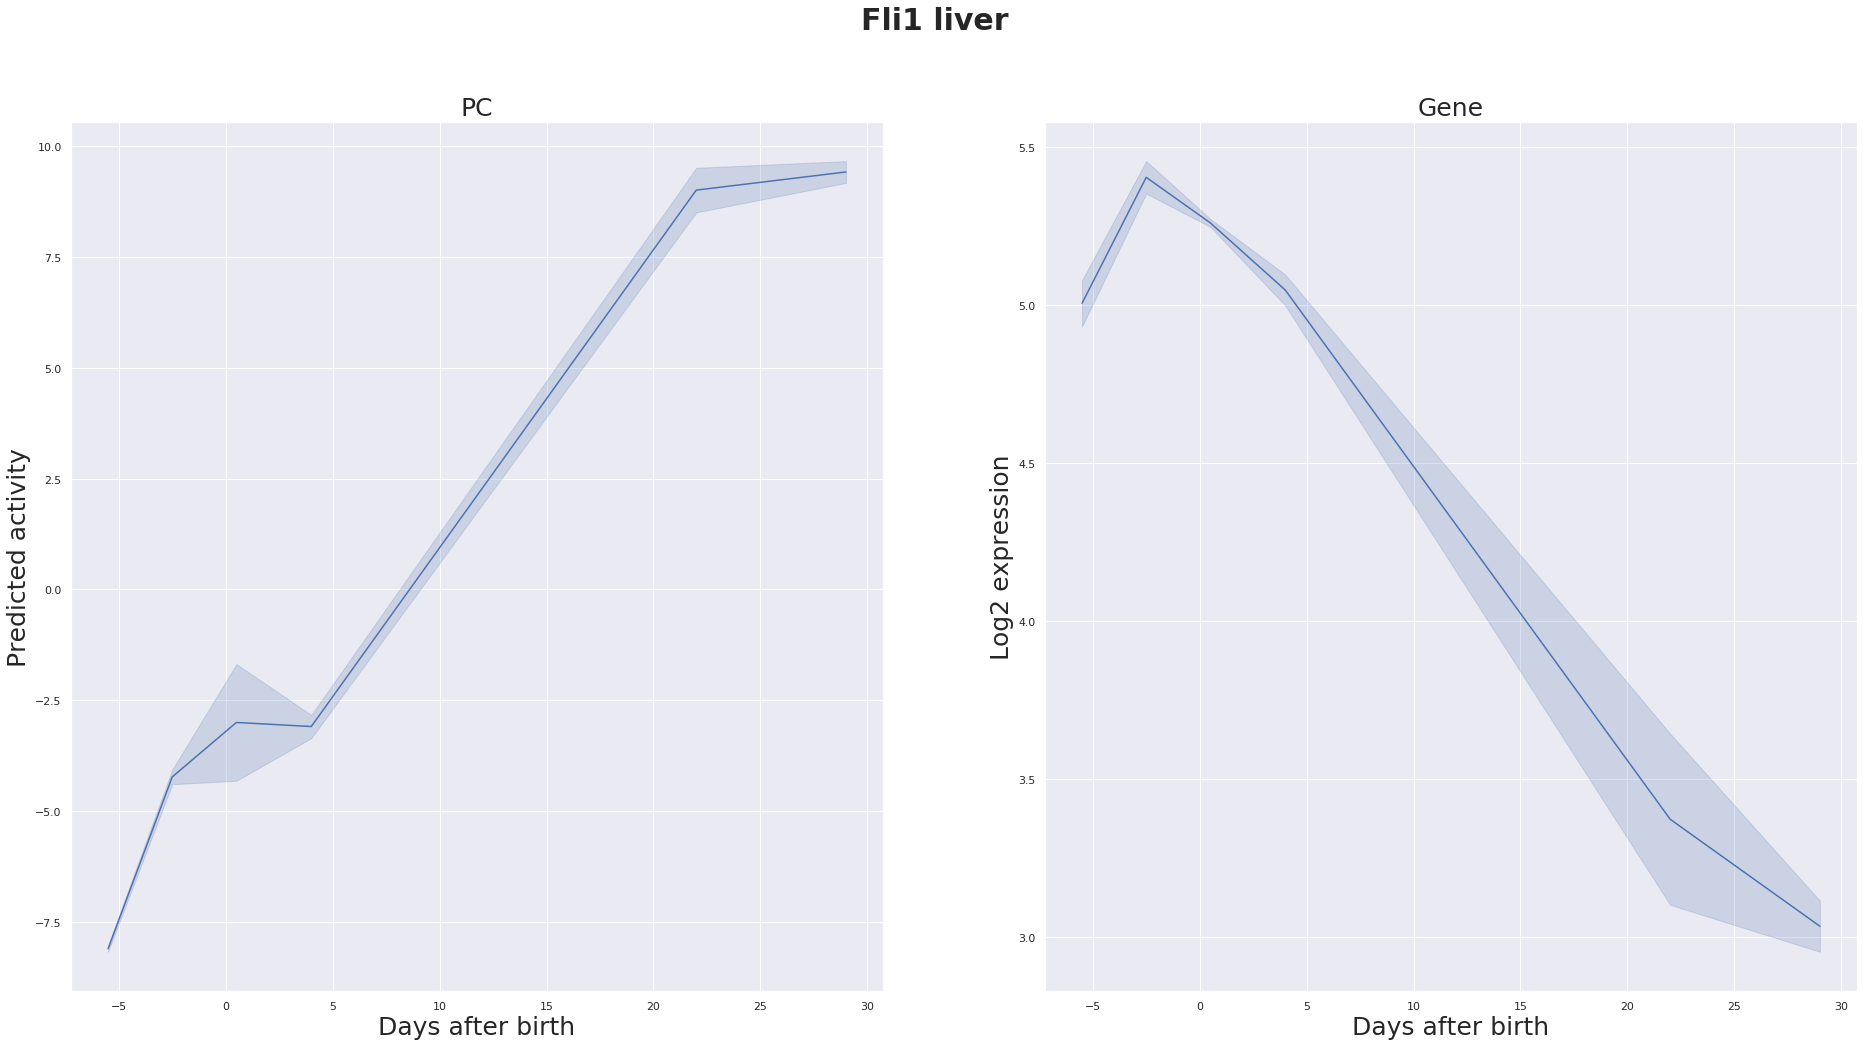 Fli1 liver
PC
Predicted activity
10.0
7.5
5.0
2.5
0.0
−2.5
−5.0
−7.5
−5 0 5 10 15 20 25 30
Days after birth
Gene
Log2 expression
5.5
5.0
4.5
4.0
3.5
3.0
−5 0 5 10 15 20 25 30
Days after birth